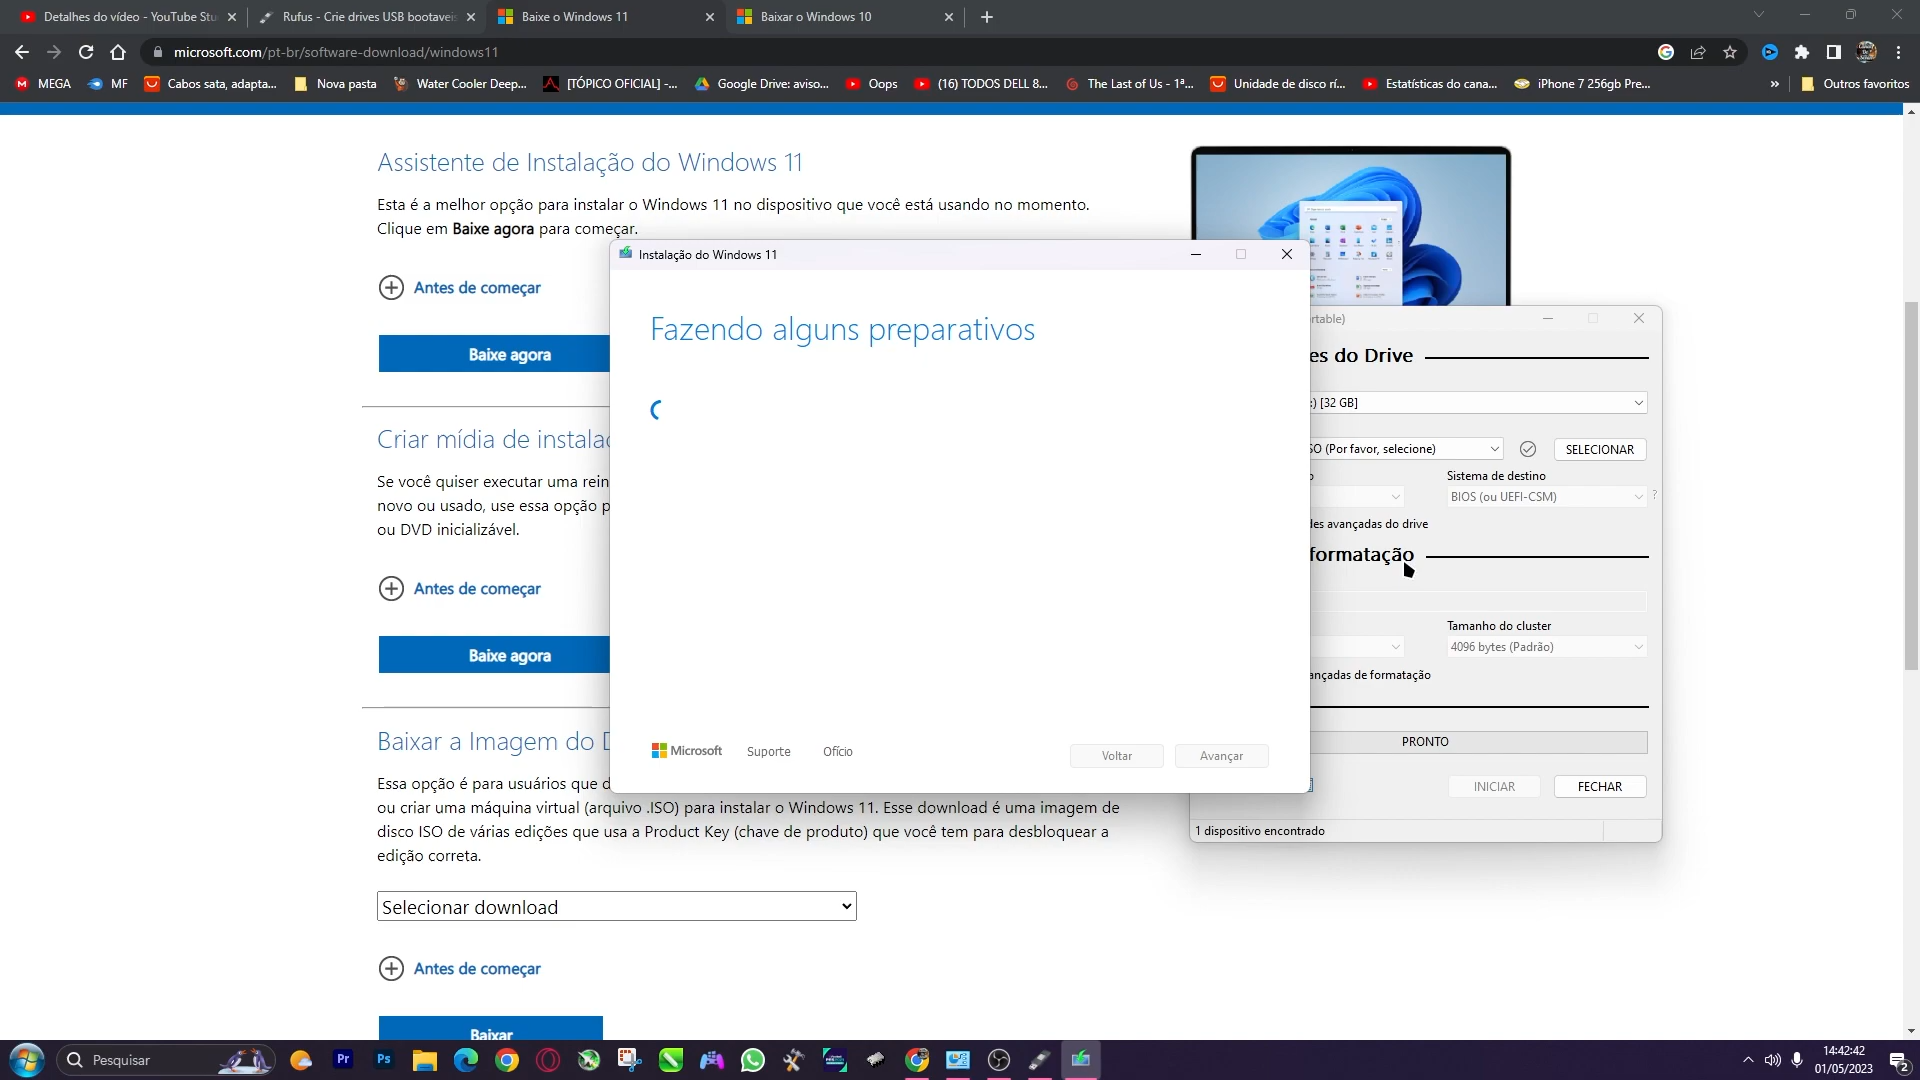 Detalhes do vídeo - YouTube Stu
Rufus - Crie drives USB bootaveis
Baixe o Windows 11
Baixar o Windows 10
microsoft.com/pt-br/software-download/windows11
MEGA
MF
Cabos sata, adapta...
Nova pasta
Water Cooler Deep...
[TÓPICO OFICIAL] -...
Google Drive: aviso...
Oops
(16) TODOS DELL 8...
The Last of Us - 1ª...
Unidade de disco rí...
Estatísticas do cana...
iPhone 7 256gb Pre...
»
Outros favoritos
Assistente de Instalação do Windows 11
Esta é a melhor opção para instalar o Windows 11 no dispositivo que você está usando no momento.
Clique em Baixe agora para começar.
Antes de começar
Baixe agora
Criar mídia de instalac
Se você quiser executar uma rein
novo ou usado, use essa opção p
ou DVD inicializável.
Antes de começar
Baixe agora
Baixar a Imagem do D
Essa opção é para usuários que d
ou criar uma máquina virtual (arquivo .ISO) para instalar o Windows 11. Esse download é uma imagem de
disco ISO de várias edições que usa a Product Key (chave de produto) que você tem para desbloquear a
edição correta.
Selecionar download
Antes de começar
Baixar
Instalação do Windows 11
Fazendo alguns preparativos
Microsoft
Suporte
Ofício
Voltar
Avançar
rtable)
es do Drive
:) [32 GB]
SO (Por favor, selecione)
SELECIONAR
Sistema de destino
BIOS (ou UEFI-CSM)
?
des avançadas do drive
formatação
Tamanho do cluster
4096 bytes (Padrão)
ançadas de formatação
PRONTO
INICIAR
FECHAR
1 dispositivo encontrado
Pesquisar
Pr
Ps
14:42:42
01/05/2023
2